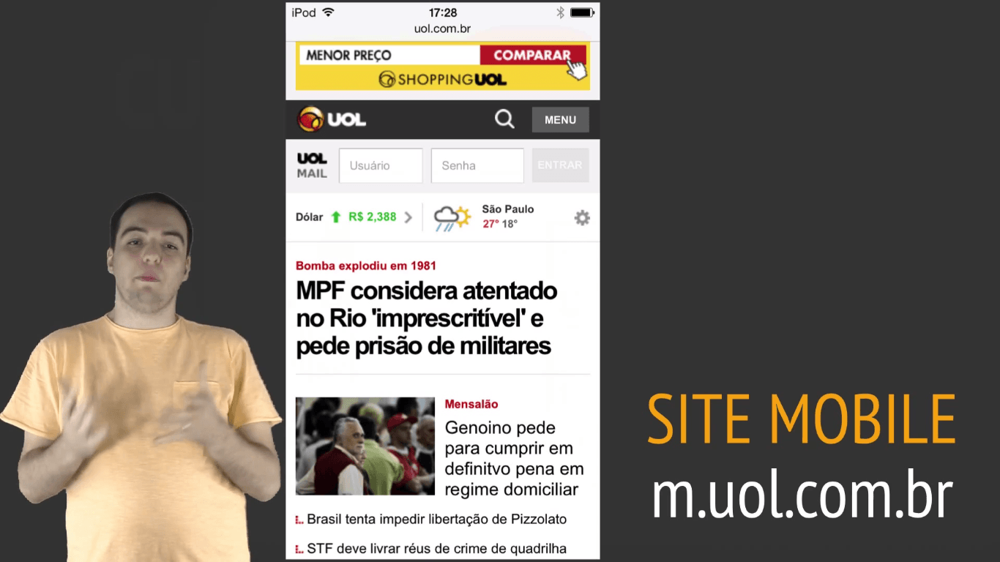 iPod 17:28
uol.com.br
MENOR PREÇO COMPARAR
SHOPPINGUOL
UOL MENU
UOL
MAIL
Usuário Senha ENTRAR
Dólar R$ 2,388
São Paulo
27° 18°
Bomba explodiu em 1981
MPF considera atentado
no Rio 'imprescritível' e
pede prisão de militares
Mensalão
Genoino pede
para cumprir em
definitvo pena em
regime domiciliar
Brasil tenta impedir libertação de Pizzolato
STF deve livrar réus de crime de quadrilha
SITE MOBILE
m.uol.com.br